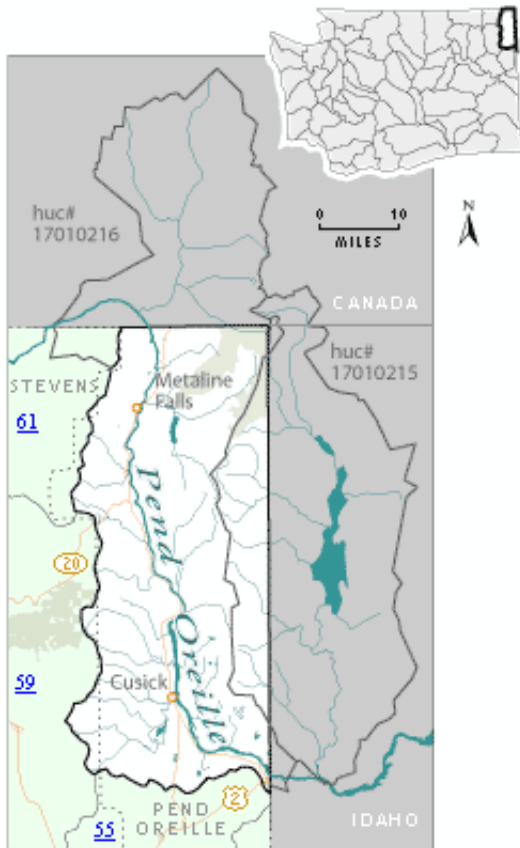 N
huc#
17010216
0 10
MILES
CANADA
huc#
17010215
STEVENS
Metaline
Falls
61
Pend Oreille
20
59
Cusick
2
PEND
OREILLE
55
IDAHO